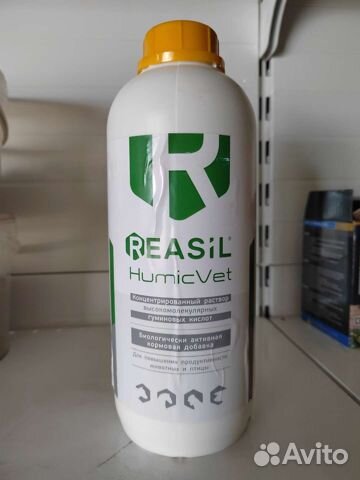 R
REASiL
HumicVet
Концентрированный раствор
высокомолекулярных
гуминовых кислот
Биологически активная
кормовая добавка
Для повышения продуктивности
животных и птицы
Avito